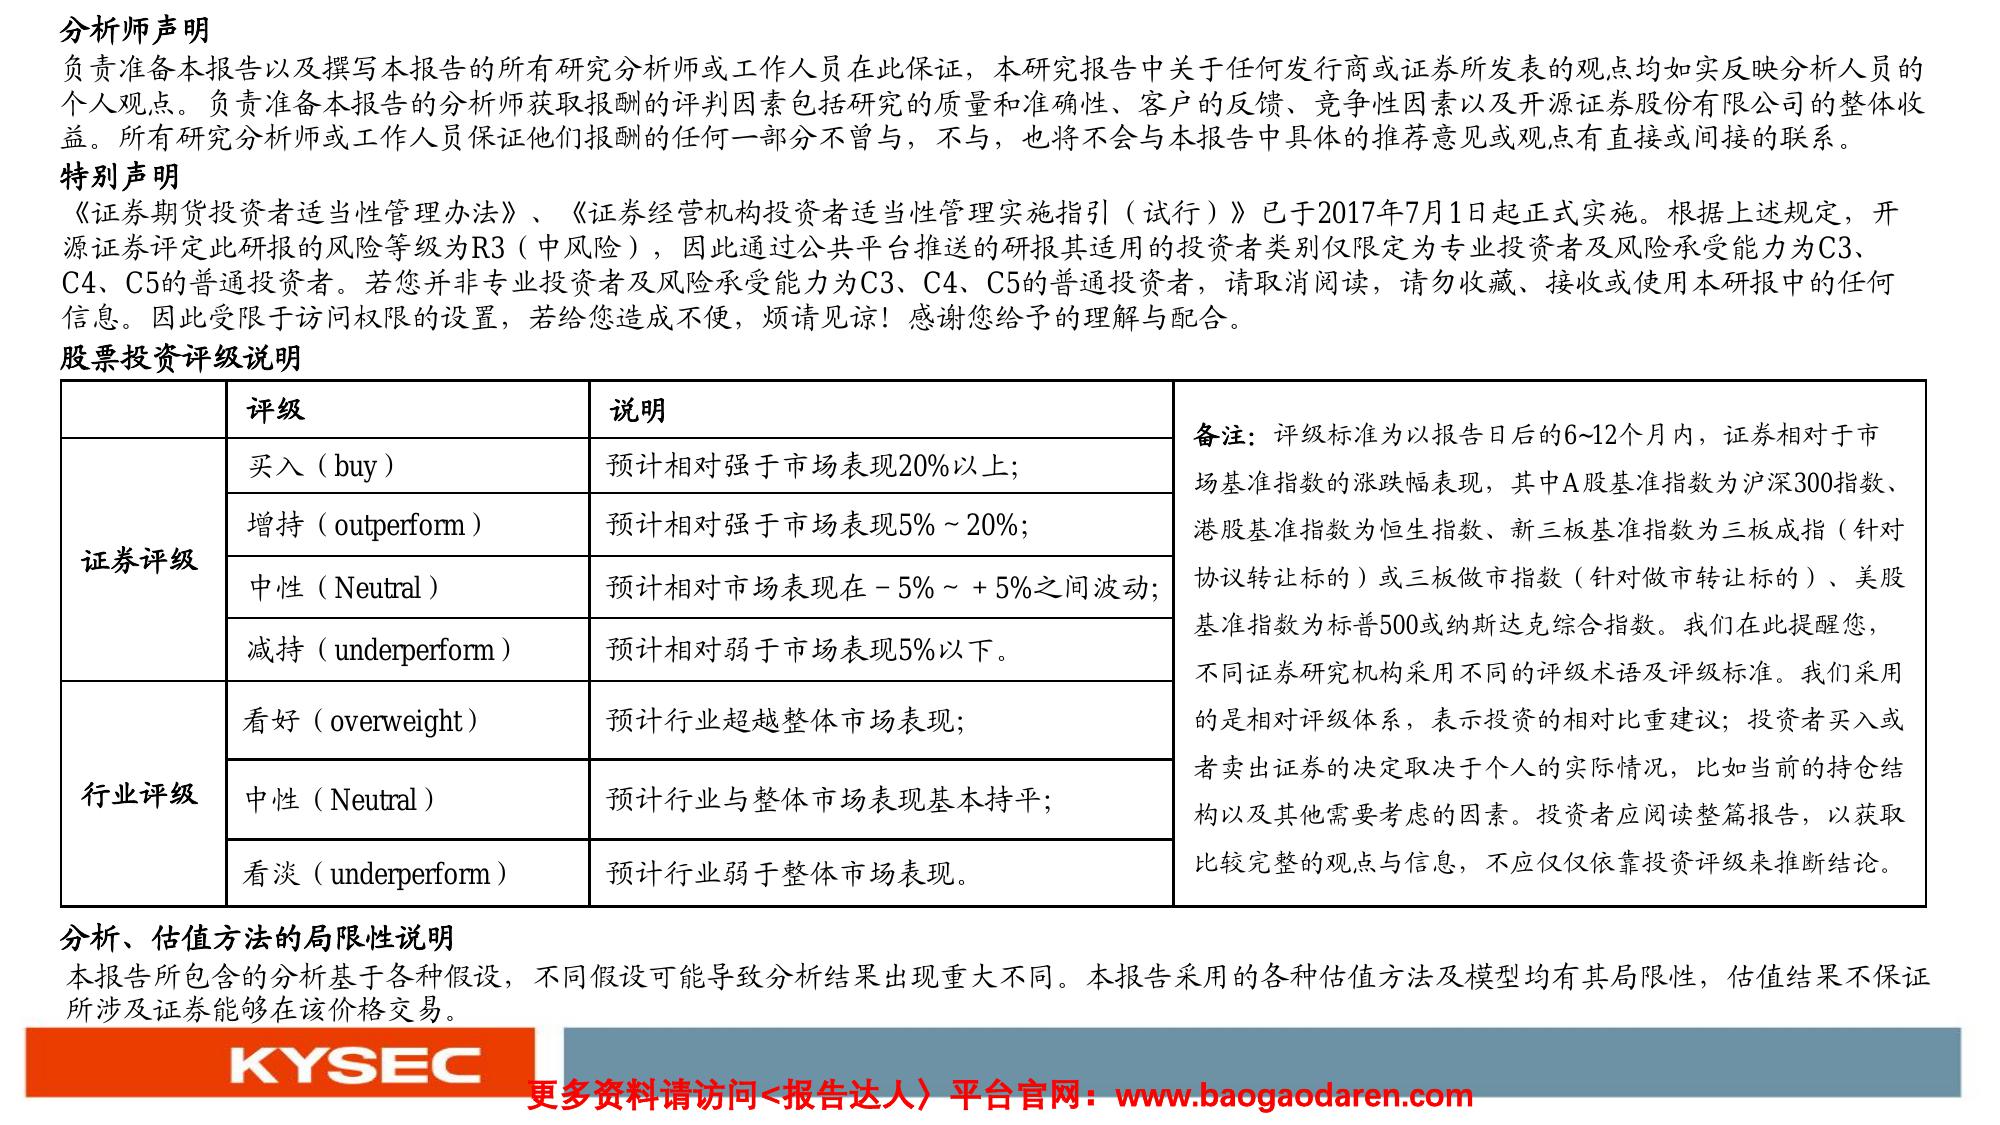 分析师声明
负责准备本报告以及撰写本报告的所有研究分析师或工作人员在此保证，本研究报告中关于任何发行商或证券所发表的观点均如实反映分析人员的
个人观点。负责准备本报告的分析师获取报酬的评判因素包括研究的质量和准确性、客户的反馈、竞争性因素以及开源证券股份有限公司的整体收
益。所有研究分析师或工作人员保证他们报酬的任何一部分不曾与，不与，也将不会与本报告中具体的推荐意见或观点有直接或间接的联系。
特别声明
《证券期货投资者适当性管理办法》、《证券经营机构投资者适当性管理实施指引（试行）》已于2017年7月1日起正式实施。根据上述规定，开
源证券评定此研报的风险等级为R3（中风险），因此通过公共平台推送的研报其适用的投资者类别仅限定为专业投资者及风险承受能力为C3、
C4、C5的普通投资者。若您并非专业投资者及风险承受能力为C3、C4、C5的普通投资者，请取消阅读，请勿收藏、接收或使用本研报中的任何
信息。因此受限于访问权限的设置，若给您造成不便，烦请见谅！感谢您给予的理解与配合。
股票投资评级说明
评级 说明
证券评级
买入（buy） 预计相对强于市场表现20%以上；
增持（outperform） 预计相对强于市场表现5%～20%；
中性（Neutral） 预计相对市场表现在－5%～＋5%之间波动；
减持（underperform） 预计相对弱于市场表现5%以下。
行业评级
看好（overweight） 预计行业超越整体市场表现；
中性（Neutral） 预计行业与整体市场表现基本持平；
看淡（underperform） 预计行业弱于整体市场表现。
备注：评级标准为以报告日后的6~12个月内，证券相对于市
场基准指数的涨跌幅表现，其中A股基准指数为沪深300指数、
港股基准指数为恒生指数、新三板基准指数为三板成指（针对
协议转让标的）或三板做市指数（针对做市转让标的）、美股
基准指数为标普500或纳斯达克综合指数。我们在此提醒您，
不同证券研究机构采用不同的评级术语及评级标准。我们采用
的是相对评级体系，表示投资的相对比重建议；投资者买入或
者卖出证券的决定取决于个人的实际情况，比如当前的持仓结
构以及其他需要考虑的因素。投资者应阅读整篇报告，以获取
比较完整的观点与信息，不应仅仅依靠投资评级来推断结论。
分析、估值方法的局限性说明
本报告所包含的分析基于各种假设，不同假设可能导致分析结果出现重大不同。本报告采用的各种估值方法及模型均有其局限性，估值结果不保证
所涉及证券能够在该价格交易。
KYSEC
更多资料请访问<报告达人〉平台官网：www.baogaodaren.com